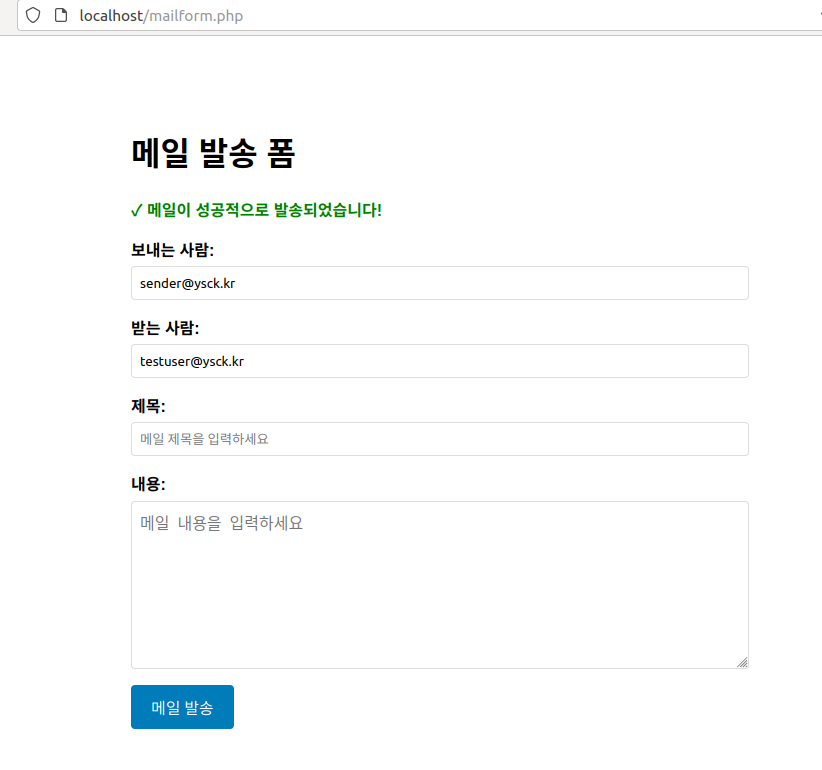 localhost/mailform.php
메일 발송 폼
✓ 메일이 성공적으로 발송되었습니다!
보내는 사람:
sender@ysck.kr
받는 사람:
testuser@ysck.kr
제목:
메일 제목을 입력하세요
내용:
메일 내용을 입력하세요
메일 발송